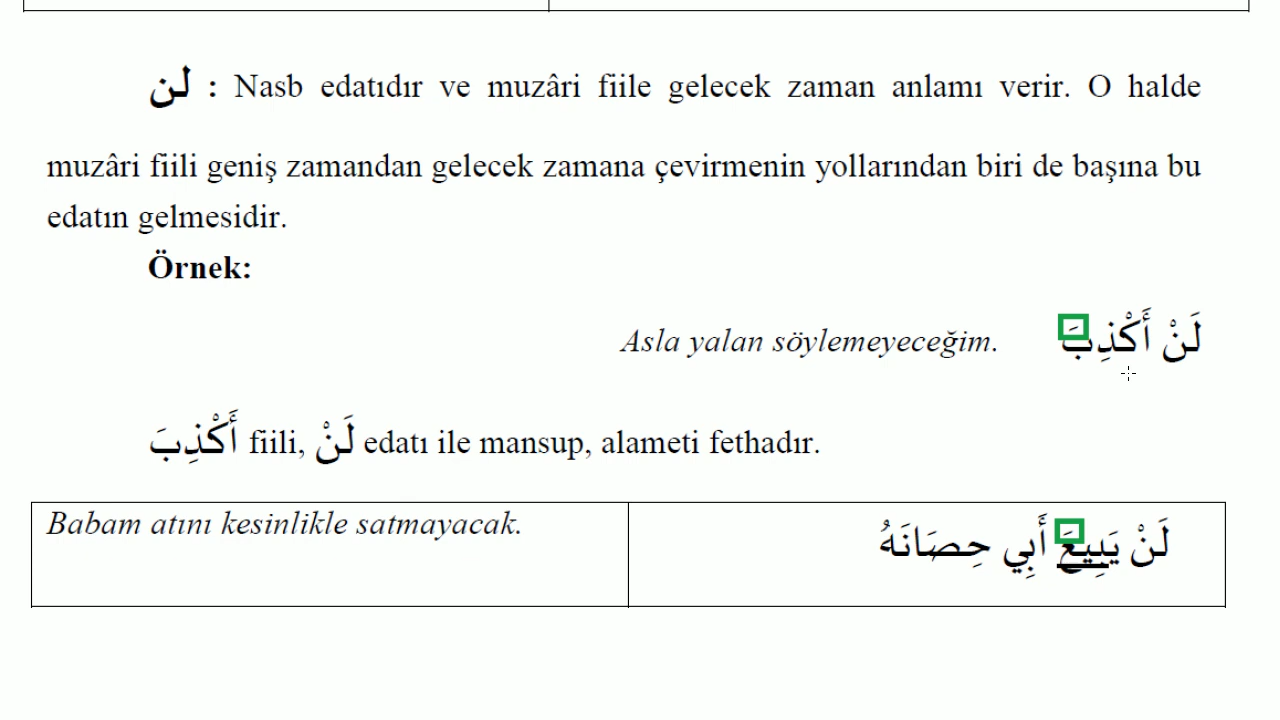 لن : Nasb edatıdır ve muzâri fiile gelecek zaman anlamı verir. O halde
muzâri fiili geniş zamandan gelecek zamana çevirmenin yollarından biri de başına bu
edatın gelmesidir.
Örnek:
لَنْ أَكْذِبَ Asla yalan söylemeyeceğim.
أَكْذِبَ fiili, لَنْ edatı ile mansup, alameti fethadır.
Babam atını kesinlikle satmayacak.
لَنْ يَبِيعَ أَبِي حِصَانَهُ